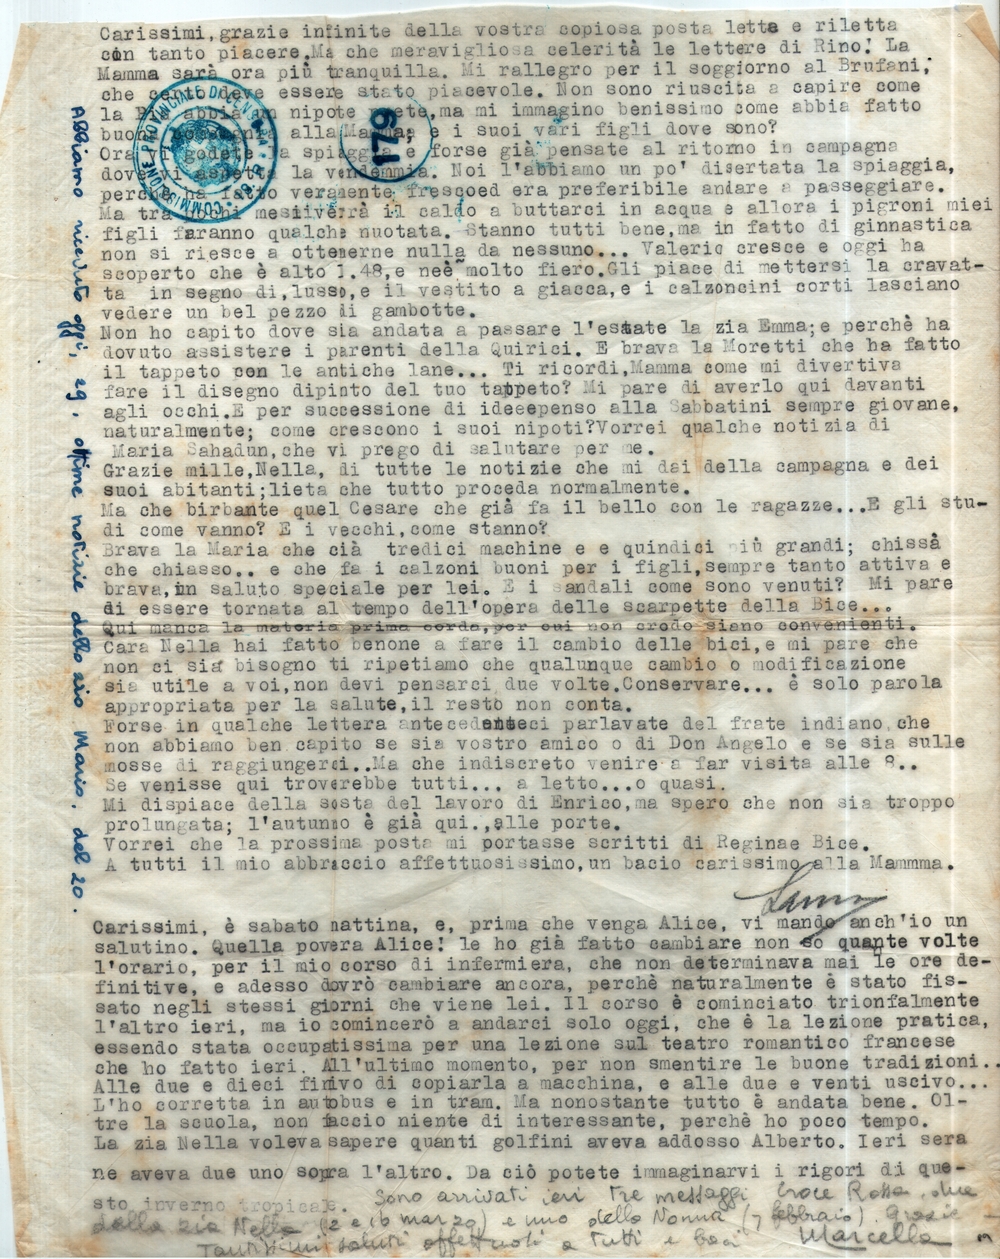 Carissimi,grazie infinite della vostra copiosa posta letta e riletta
con tanto piacere.Ma che meravigliosa celerità le lettere di Rino! La
Mamma sarà ora più tranquilla. Mi rallegro per il soggiorno al Brufani,
che certo deve essere stato piacevole. Non sono riuscita a capire come
la abbia un nipote prete,ma mi immagino benissimo come abbia fatto
buona alla Mamma; e i suoi vari figli dove sono?
Ora vi godete la spiaggia e forse già pensate al ritorno in campagna
dove vi aspetta la vendemmia. Noi l'abbiamo un po' disertata la spiaggia,
perchè ha fatto veramente frescoed era preferibile andare a passeggiare.
Ma tra mesiiverrà il caldo a buttarci in acqua e allora i pigroni miei
figli faranno qualche nuotata. Stanno tutti bene,ma in fatto di ginnastica
non si riesce a ottenerne nulla da nessuno... Valerio cresce e oggi ha
scoperto che è alto 1.48,e neè molto fiero.Gli piace di mettersi la cravat-
ta in segno di,lusso,e il vestito a giacca,e i calzoncini corti lasciano
vedere un bel pezzo di gambotte.
Non ho capito dove sia andata a passare l'estate la zia Emma;e perchè ha
dovuto assistere i parenti della Quirici. E brava la Moretti che ha fatto
il tappeto con le antiche lane... Ti ricordi,Mamma come mi divertiva
fare il disegno dipinto del tuo tappeto? Mi pare di averlo qui davanti
agli occhi.E per successione di ideeepenso alla Sabbatini sempre giovane,
naturalmente; come crescono i suoi nipoti?Vorrei qualche notizia di
Maria Sahadun,che vi prego di salutare per me.
Grazie mille,Nella, di tutte le notizie che mi dai della campagna e dei
suoi abitanti;lieta che tutto proceda normalmente.
Ma che birbante quel Cesare che già fa il bello con le ragazze...E gli stu-
di come vanno? E i vecchi,come stanno?
Brava la Maria che cià tredici machine e e quindici più grandi; chissà
che chiasso.. e che fa i calzoni buoni per i figli,sempre tanto attiva e
brava,un saluto speciale per lei. E i sandali come sono venuti? Mi pare
di essere tornata al tempo dell'opera delle scarpette della Bice...
Qui manca la materia prima corda,per cui non credo siano convenienti.
Cara Nella hai fatto benone a fare il cambio delle bici,e mi pare che
non ci sia bisogno ti ripetiamo che qualunque cambio o modificazione
sia utile a voi,non devi pensarci due volte.Conservare... è solo parola
appropriata per la salute,il resto non conta.
Forse in qualche lettera antecedenteci parlavate del frate indiano,che
non abbiamo ben capito se sia vostro amico o di Don Angelo e se sia sulle
mosse di raggiungerci..Ma che indiscreto venire a far visita alle 8..
Se venisse qui troverebbe tutti... a letto...o quasi.
Mi dispiace della sosta del lavoro di Enrico,ma spero che non sia troppo
prolungata; l'autunno è già qui.,alle porte.
Vorrei che la prossima posta mi portasse scritti di Reginae Bice.
A tutti il mio abbraccio affettuosissimo,un bacio carissimo alla Mammma.
Carissimi, è sabato nattina, e, prima che venga Alice, vi mando anch'io un
salutino. Quella povera Alice! le ho già fatto cambiare non so quante volte
l'orario, per il mio corso di infermiera, che non determinava mai le ore de-
finitive, e adesso dovrò cambiare ancora, perchè naturalmente è stato fis-
sato negli stessi giorni che viene lei. Il corso è cominciato trionfalmente
l'altro ieri, ma io comincerò a andarci solo oggi, che è la lezione pratica,
essendo stata occupatissima per una lezione sul teatro romantico francese
che ho fatto ieri. All'ultimo momento, per non smentire le buone tradizioni..
Alle due e dieci finivo di copiarla a macchina, e alle due e venti uscivo...
L'ho corretta in autobus e in tram. Ma nonostante tutto è andata bene. Ol-
tre la scuola, non faccio niente di interessante, perchè ho poco tempo.
La zia Nella voleva sapere quanti golfini aveva addosso Alberto. Ieri sera
ne aveva due uno sopra l'altro. Da ciò potete immaginarvi i rigori di que-
sto inverno tropicale. Sono arrivati ieri tre messaggi Croce Rossa, due
dalla zia Nella (2 e 16 marzo) e uno della Nonna (7 febbraio). Grazie -
Tantissimi saluti affettuosi a tutti e baci Marcella
Abbiamo ricevuto oggi, 29, ottime notizie dello zio Mario, del 20.
COMMISSIONE PROVINCIALE DI CENSURA
179
3